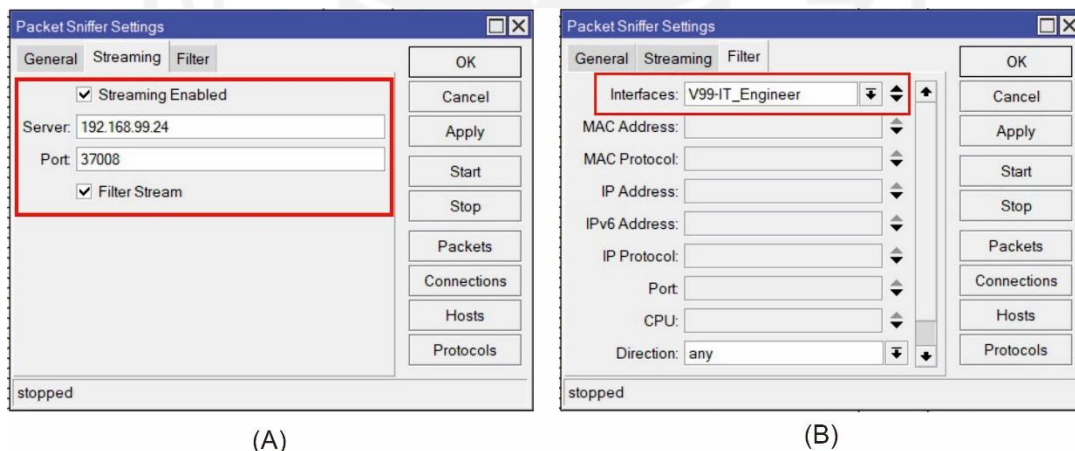 Packet Sniffer Settings
General Streaming Filter
Streaming Enabled
Server: 192.168.99.24
Port: 37008
Filter Stream
OK
Cancel
Apply
Start
Stop
Packets
Connections
Hosts
Protocols
stopped
(A)
Packet Sniffer Settings
General Streaming Filter
Interfaces: V99-IT_Engineer
MAC Address:
MAC Protocol:
IP Address:
IPv6 Address:
IP Protocol:
Port:
CPU:
Direction: any
OK
Cancel
Apply
Start
Stop
Packets
Connections
Hosts
Protocols
stopped
(B)